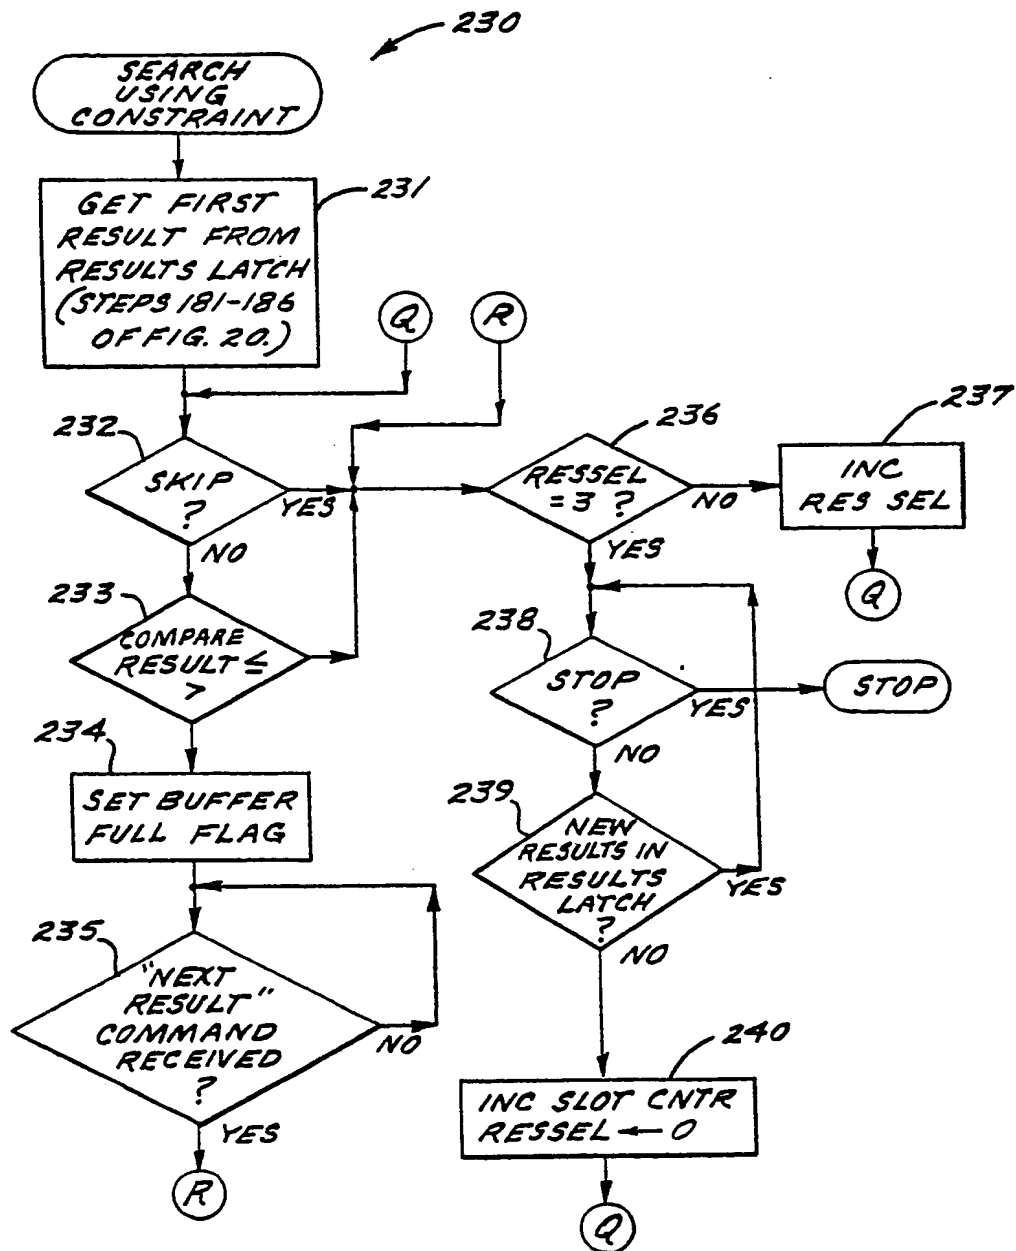 230
SEARCH
USING
CONSTRAINT
231
GET FIRST
RESULT FROM
RESULTS LATCH
(STEPS 181-186
OF FIG. 20.)
Q
R
232
SKIP
?
YES
NO
233
COMPARE
RESULT ≤
>
234
SET BUFFER
FULL FLAG
235
"NEXT
RESULT"
COMMAND
RECEIVED
?
NO
YES
R
236
RESSEL
=3 ?
NO
YES
237
INC
RES SEL
Q
238
STOP
?
YES
STOP
NO
239
NEW
RESULTS IN
RESULTS
LATCH
?
YES
NO
240
INC SLOT CNTR
RESSEL ← 0
Q